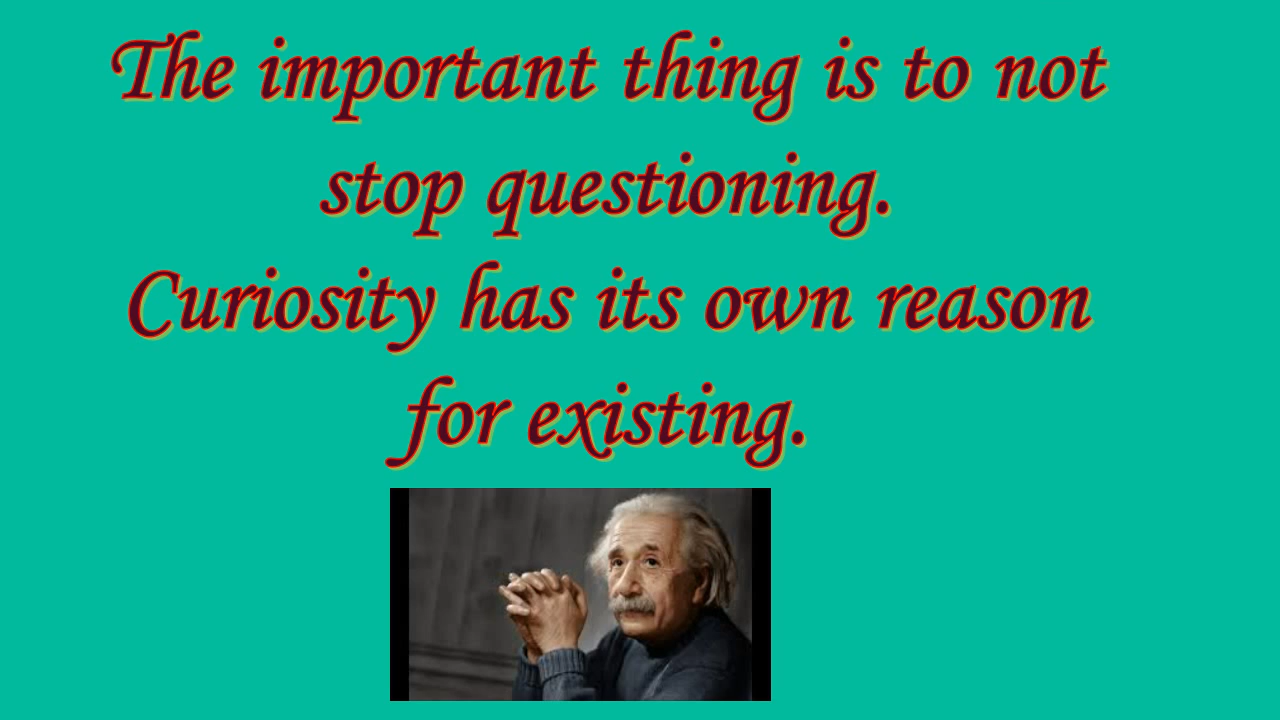 The important thing is to not
stop questioning.
Curiosity has its own reason
for existing.